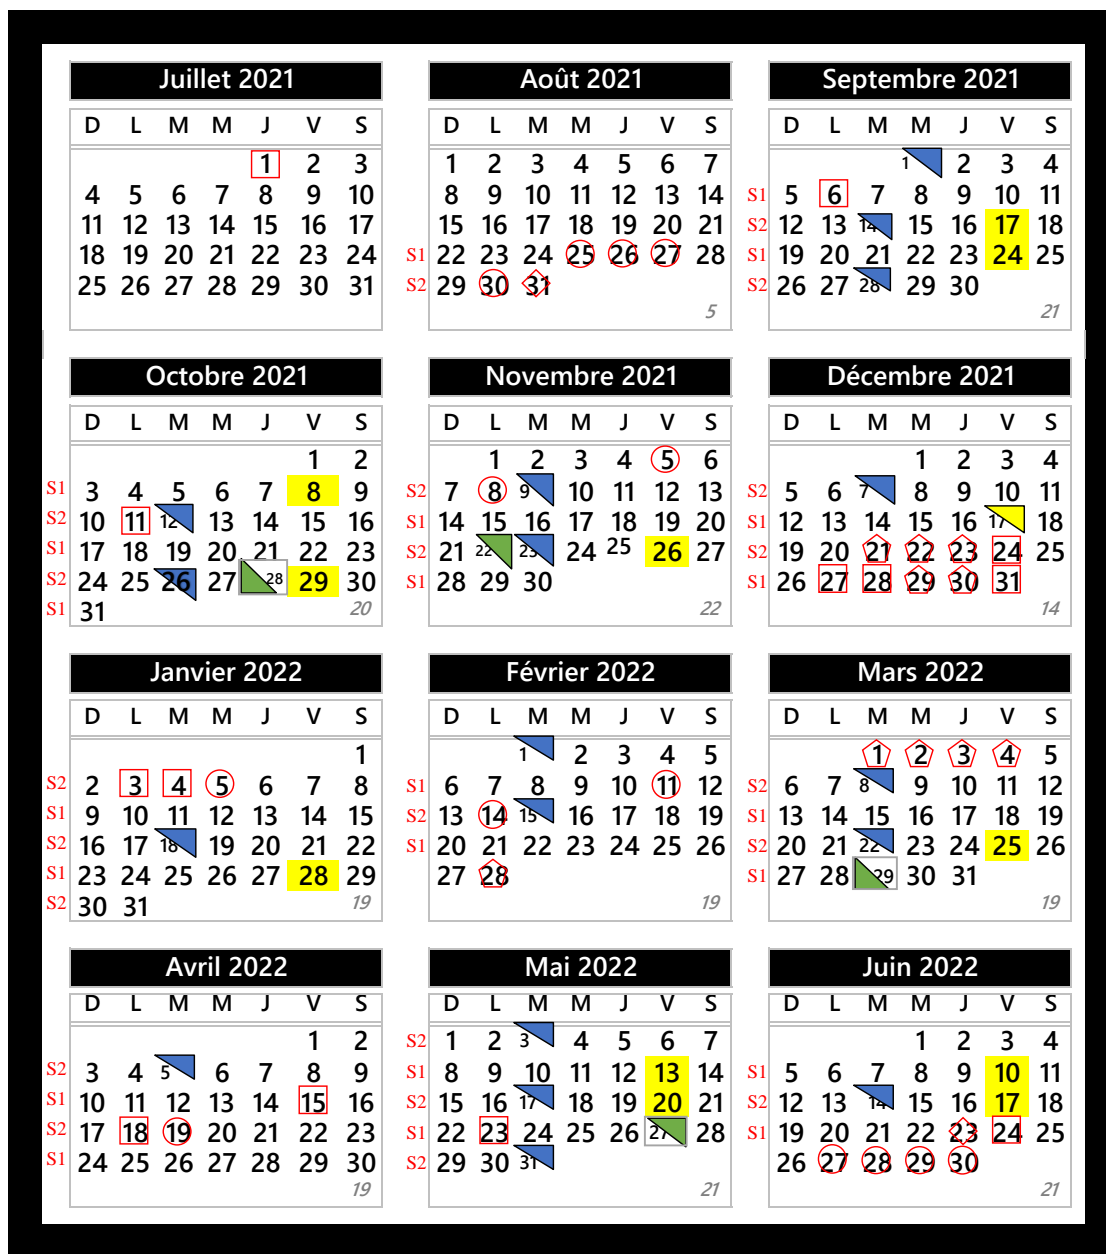 Juillet 2021
D L M M J V S
1 2 3
4 5 6 7 8 9 10
11 12 13 14 15 16 17
18 19 20 21 22 23 24
25 26 27 28 29 30 31
Août 2021
D L M M J V S
1 2 3 4 5 6 7
8 9 10 11 12 13 14
15 16 17 18 19 20 21
S1 22 23 24 25 26 27 28
S2 29 30 31
5
Septembre 2021
D L M M J V S
1 2 3 4
S1 5 6 7 8 9 10 11
S2 12 13 14 15 16 17 18
S1 19 20 21 22 23 24 25
S2 26 27 28 29 30
21
Octobre 2021
D L M M J V S
1 2
S1 3 4 5 6 7 8 9
S2 10 11 12 13 14 15 16
S1 17 18 19 20 21 22 23
S2 24 25 26 27 28 29 30
S1 31
20
Novembre 2021
D L M M J V S
1 2 3 4 5 6
S2 7 8 9 10 11 12 13
S1 14 15 16 17 18 19 20
S2 21 22 23 24 25 26 27
S1 28 29 30
22
Décembre 2021
D L M M J V S
1 2 3 4
S2 5 6 7 8 9 10 11
S1 12 13 14 15 16 17 18
S2 19 20 21 22 23 24 25
S1 26 27 28 29 30 31
14
Janvier 2022
D L M M J V S
1
S2 2 3 4 5 6 7 8
S1 9 10 11 12 13 14 15
S2 16 17 18 19 20 21 22
S1 23 24 25 26 27 28 29
S2 30 31
19
Février 2022
D L M M J V S
1 2 3 4 5
S1 6 7 8 9 10 11 12
S2 13 14 15 16 17 18 19
S1 20 21 22 23 24 25 26
27 28
19
Mars 2022
D L M M J V S
1 2 3 4 5
S2 6 7 8 9 10 11 12
S1 13 14 15 16 17 18 19
S2 20 21 22 23 24 25 26
S1 27 28 29 30 31
19
Avril 2022
D L M M J V S
1 2
S2 3 4 5 6 7 8 9
S1 10 11 12 13 14 15 16
S2 17 18 19 20 21 22 23
S1 24 25 26 27 28 29 30
19
Mai 2022
D L M M J V S
S2 1 2 3 4 5 6 7
S1 8 9 10 11 12 13 14
S2 15 16 17 18 19 20 21
S1 22 23 24 25 26 27 28
S2 29 30 31
21
Juin 2022
D L M M J V S
1 2 3 4
S1 5 6 7 8 9 10 11
S2 12 13 14 15 16 17 18
S1 19 20 21 22 23 24 25
26 27 28 29 30
21